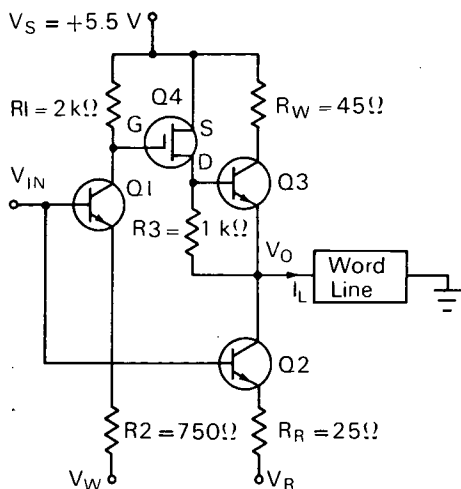 V_S = +5.5 V
R1 = 2 kΩ
Q4
R_W = 45Ω
G
S
D
V_IN
Q1
Q3
R3 = 1 kΩ
V_O
Word
Line
I_L
Q2
R2 = 750Ω
R_R = 25Ω
V_W
V_R